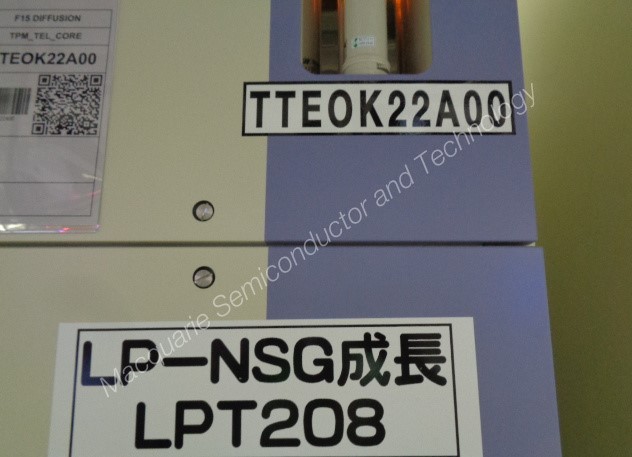 F15 DIFFUSION
TPM_TEL_CORE
TTEOK22A00
TTEOK22A00
Macquarie Semiconductor and Technology
LP-NSG成長
LPT208